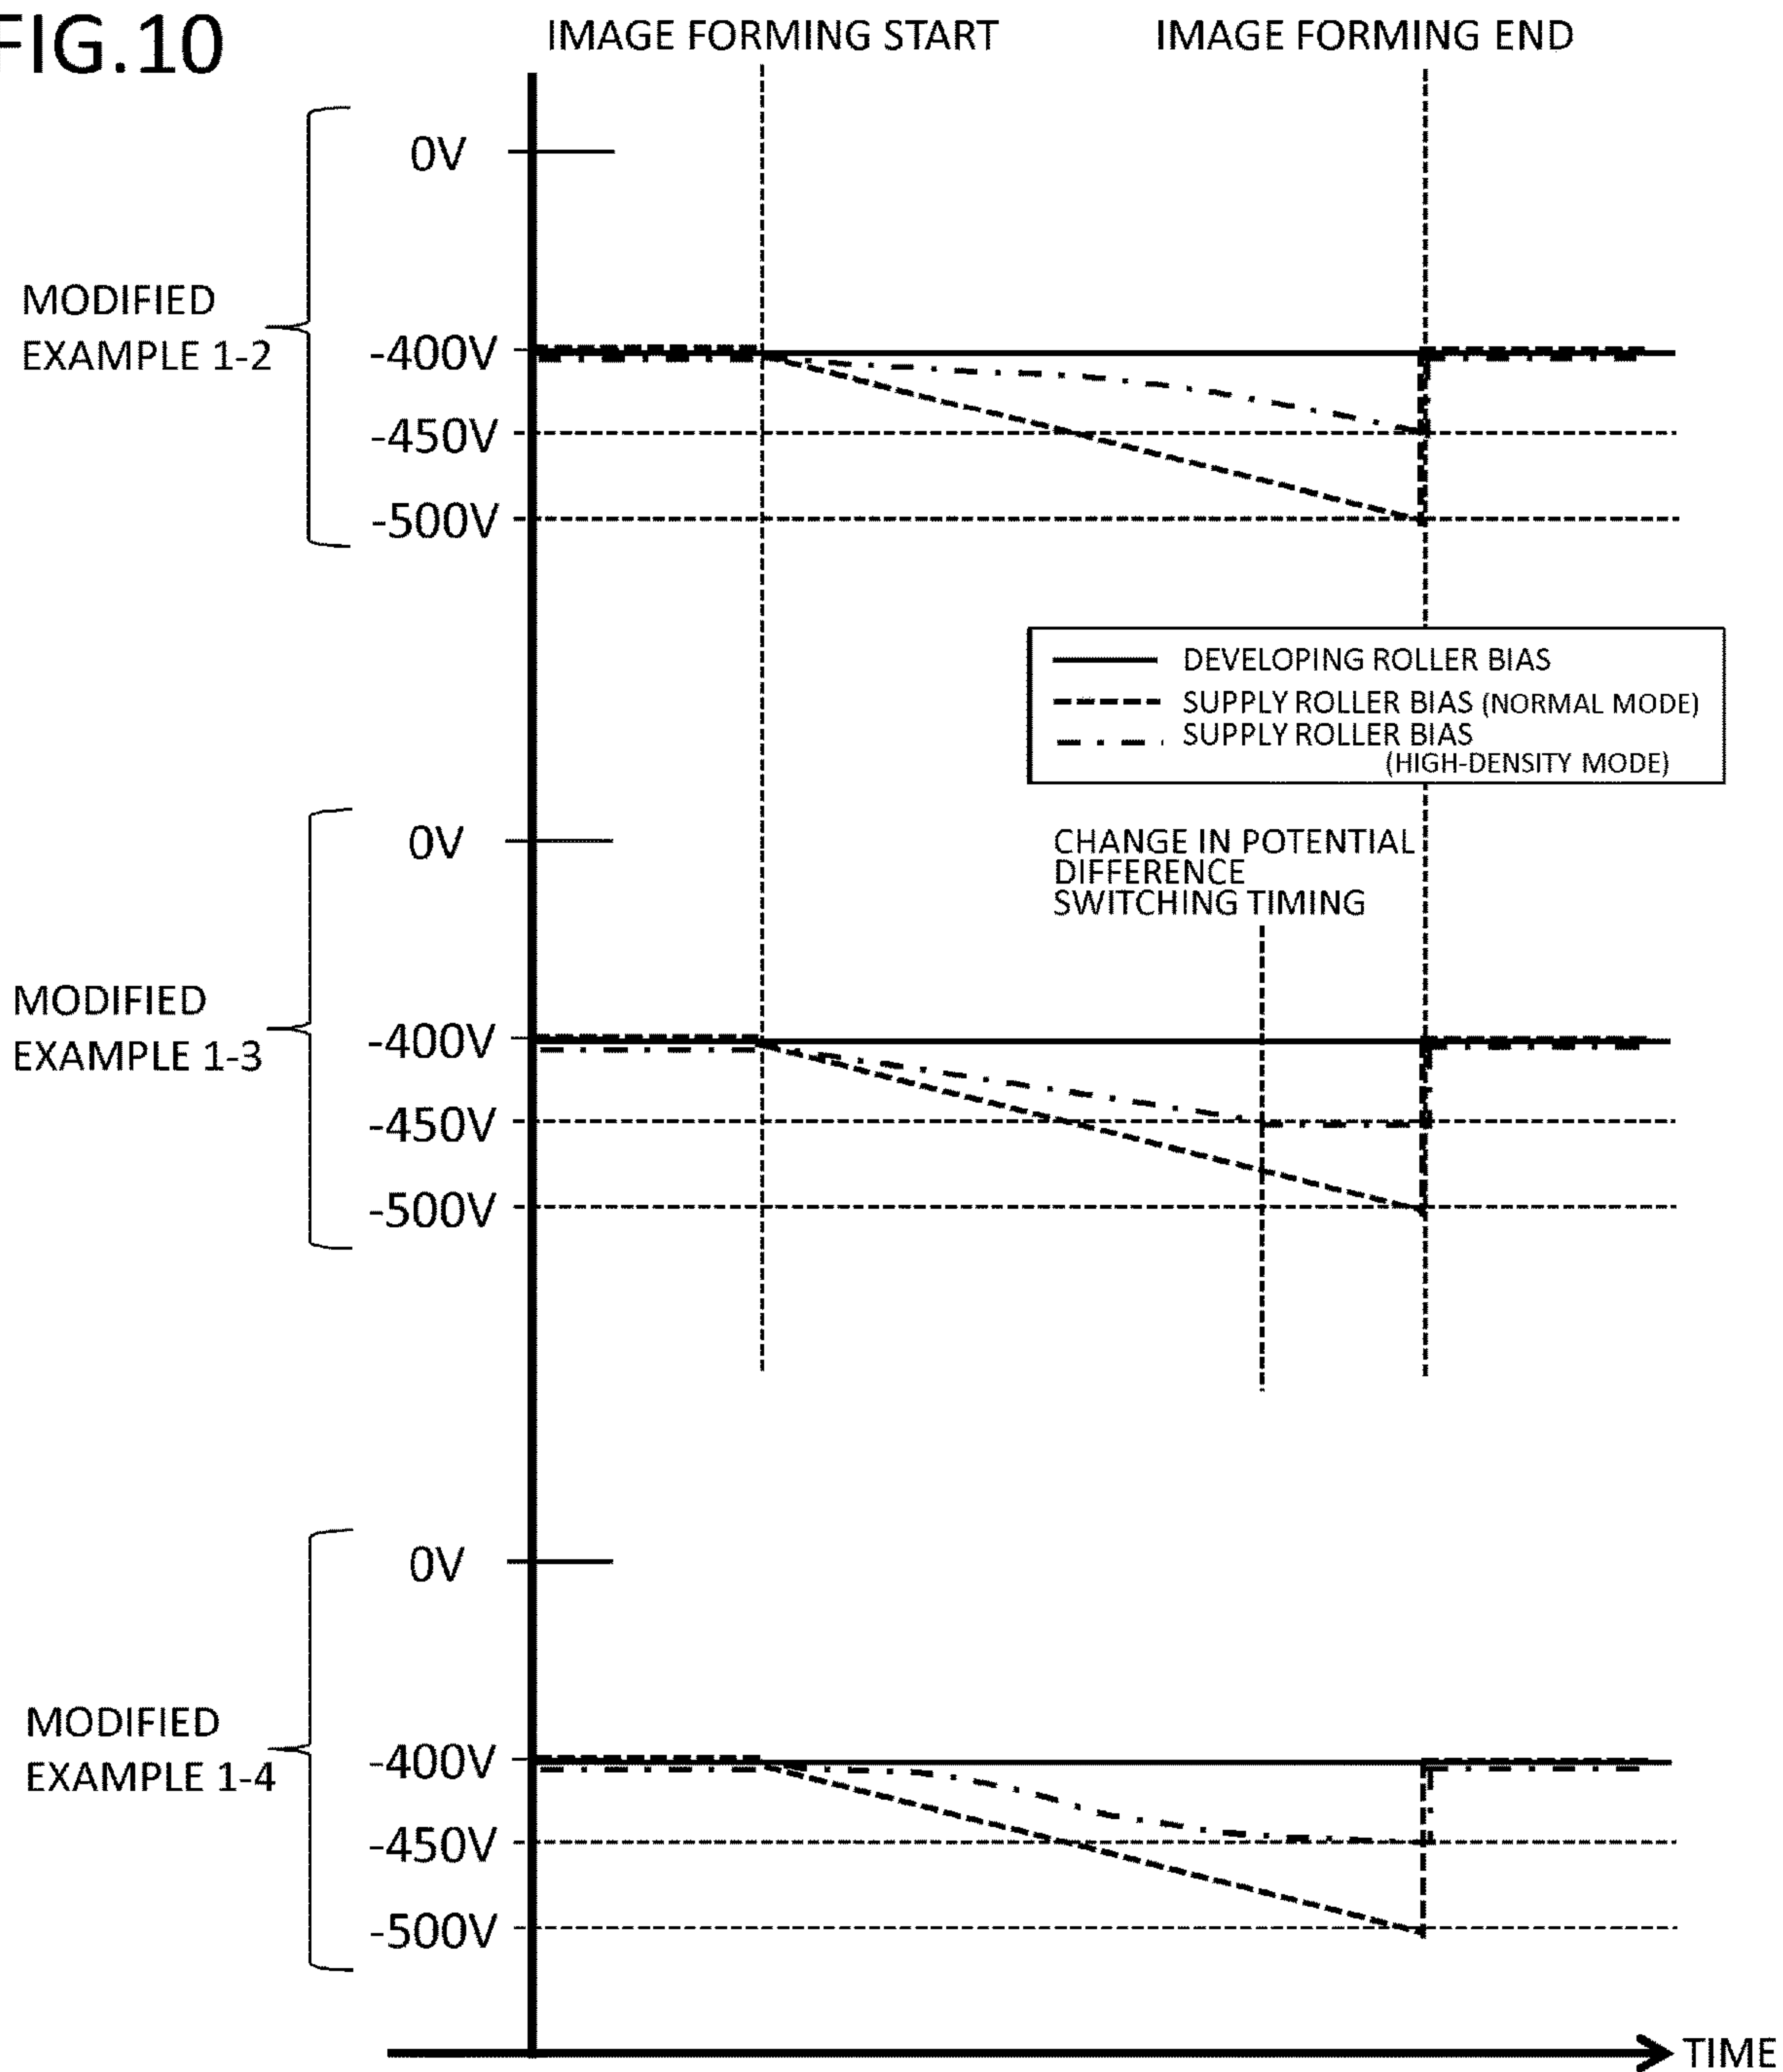 FIG.10
IMAGE FORMING START
IMAGE FORMING END
0V
MODIFIED
EXAMPLE 1-2
-400V
-450V
-500V
DEVELOPING ROLLER BIAS
SUPPLY ROLLER BIAS (NORMAL MODE)
SUPPLY ROLLER BIAS
(HIGH-DENSITY MODE)
0V
CHANGE IN POTENTIAL
DIFFERENCE
SWITCHING TIMING
MODIFIED
EXAMPLE 1-3
-400V
-450V
-500V
0V
MODIFIED
EXAMPLE 1-4
-400V
-450V
-500V
TIME